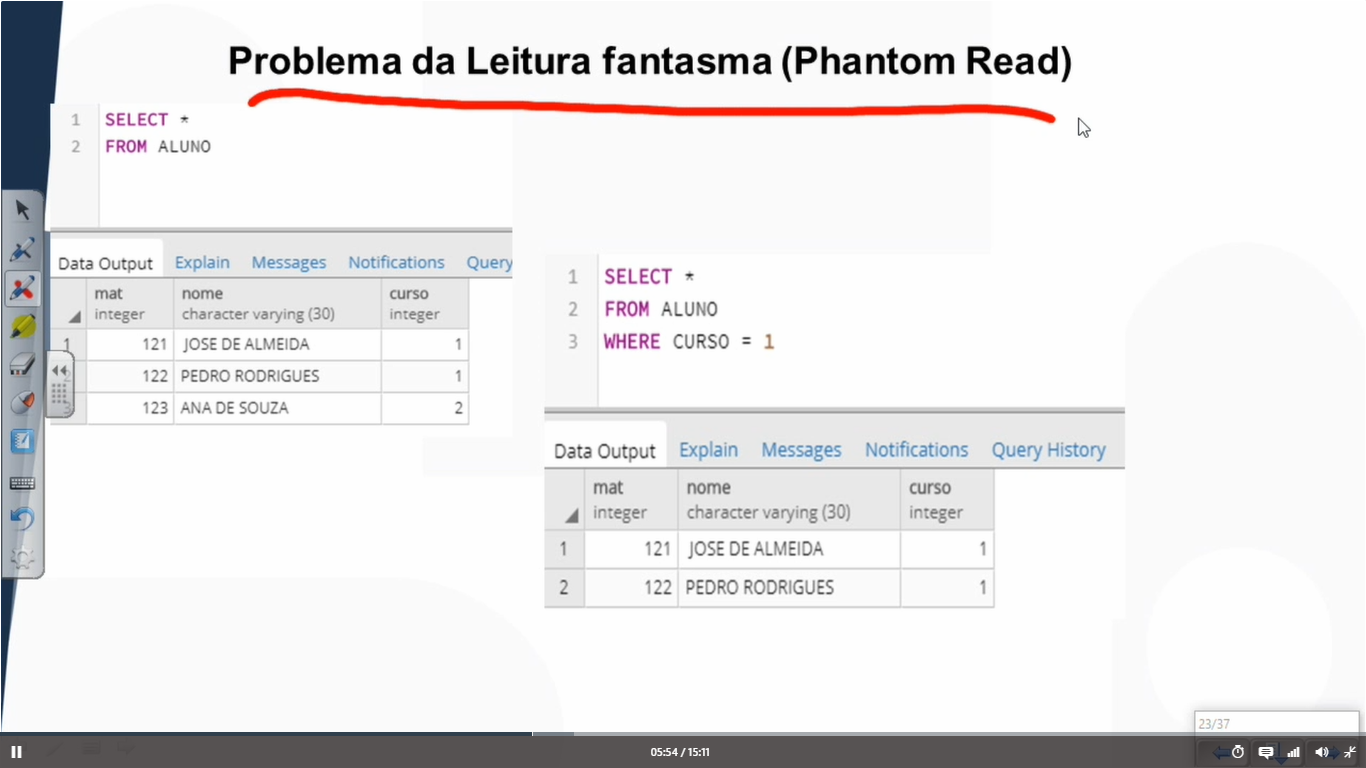 Problema da Leitura fantasma (Phantom Read)
1 SELECT *
2 FROM ALUNO
Data Output Explain Messages Notifications Query
mat nome curso
integer character varying (30) integer
1 121 JOSE DE ALMEIDA 1
2 122 PEDRO RODRIGUES 1
3 123 ANA DE SOUZA 2
1 SELECT *
2 FROM ALUNO
3 WHERE CURSO = 1
Data Output Explain Messages Notifications Query History
mat nome curso
integer character varying (30) integer
1 121 JOSE DE ALMEIDA 1
2 122 PEDRO RODRIGUES 1
23/37
05:54 / 15:11